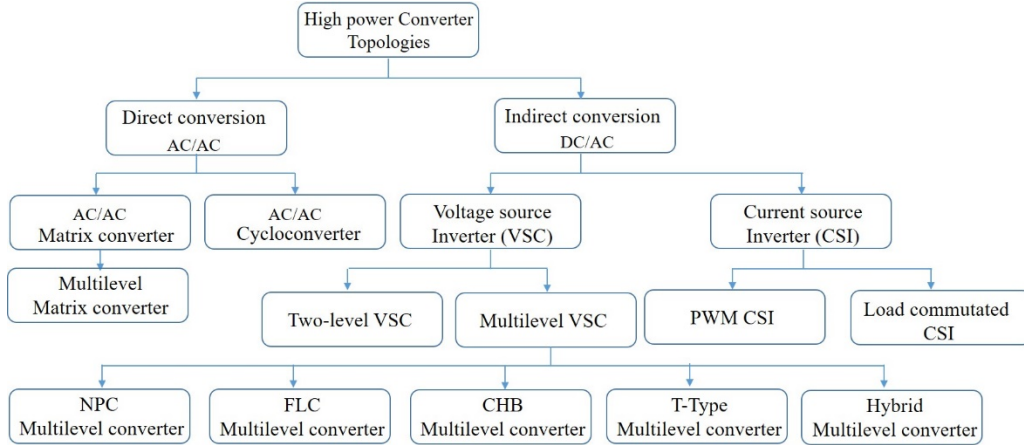 High power Converter
Topologies
Direct conversion
AC/AC
Indirect conversion
DC/AC
AC/AC
Matrix converter
AC/AC
Cycloconverter
Voltage source
Inverter (VSC)
Current source
Inverter (CSI)
Multilevel
Matrix converter
Two-level VSC
Multilevel VSC
PWM CSI
Load commutated
CSI
NPC
Multilevel converter
FLC
Multilevel converter
CHB
Multilevel converter
T-Type
Multilevel converter
Hybrid
Multilevel converter